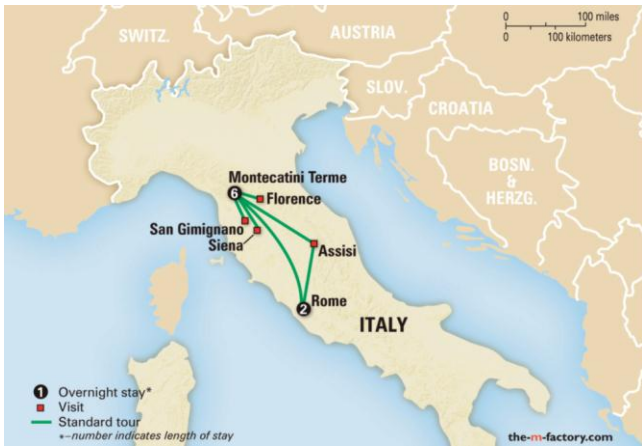 0 100 miles
0 100 kilometers
SWITZ.
AUSTRIA
SLOV.
CROATIA
BOSN.
&
HERZG.
Montecatini Terme
6
Florence
San Gimignano
Siena
Assisi
Rome
2
ITALY
1 Overnight stay*
Visit
Standard tour
*–number indicates length of stay
the-m-factory.com